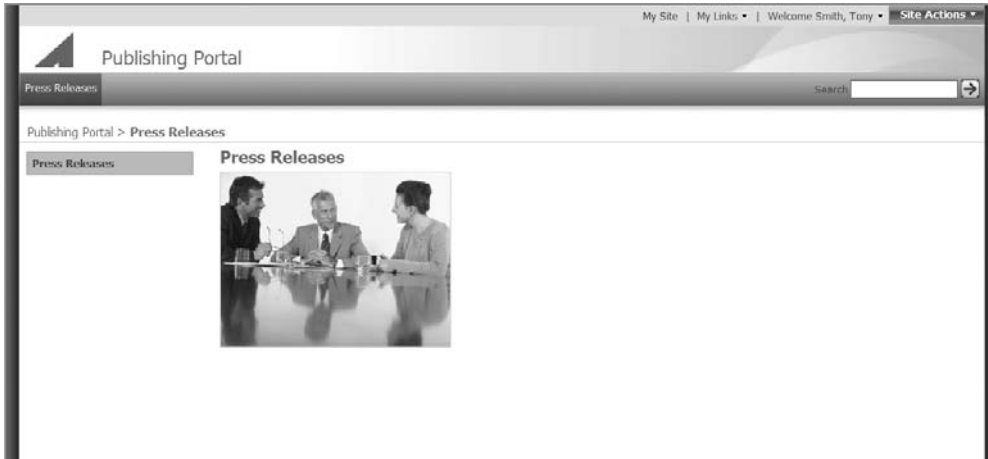 My Site | My Links ▾ | Welcome Smith, Tony ▾ Site Actions ▾
Publishing Portal
Press Releases Search
Publishing Portal > Press Releases
Press Releases
Press Releases